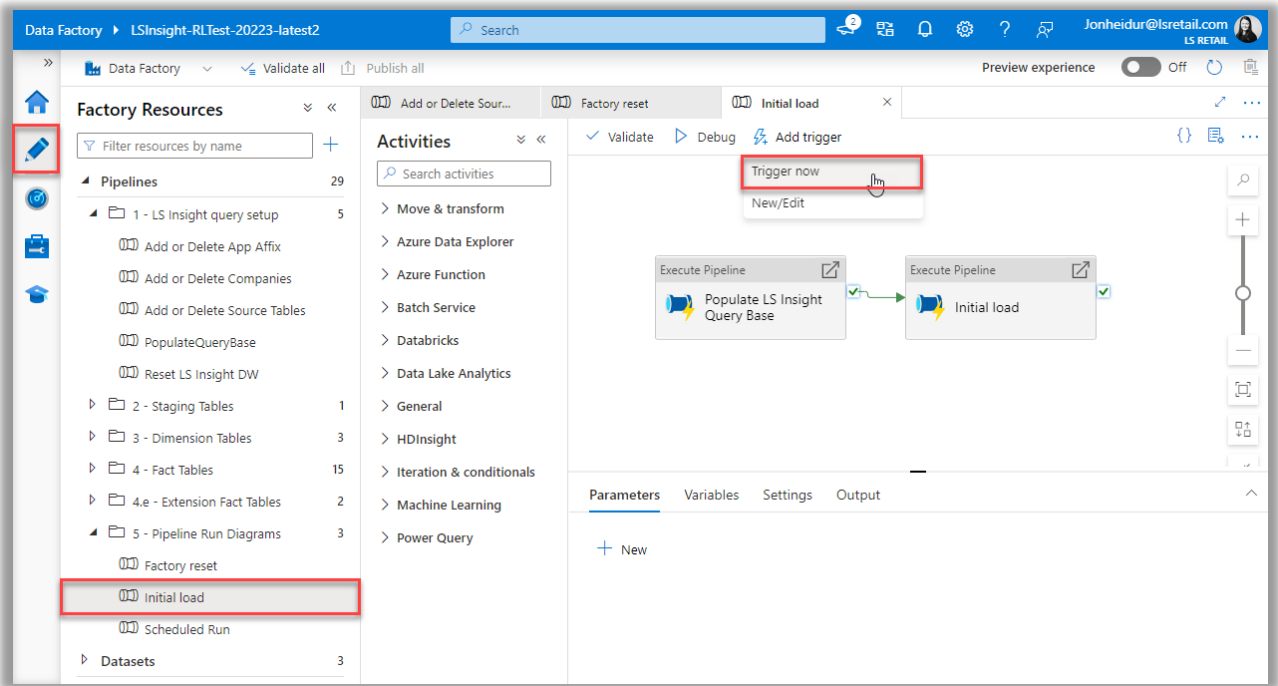 Data Factory
LSInsight-RLTest-20223-latest2
Search
2
Jonheidur@lsretail.com
LS RETAIL
Data Factory
Validate all
Publish all
Preview experience
Off
Factory Resources
Filter resources by name
Pipelines 29
1 - LS Insight query setup 5
Add or Delete App Affix
Add or Delete Companies
Add or Delete Source Tables
PopulateQueryBase
Reset LS Insight DW
2 - Staging Tables 1
3 - Dimension Tables 3
4 - Fact Tables 15
4.e - Extension Fact Tables 2
5 - Pipeline Run Diagrams 3
Factory reset
Initial load
Scheduled Run
Datasets 3
Add or Delete Sour...
Factory reset
Initial load
Activities
Search activities
Move & transform
Azure Data Explorer
Azure Function
Batch Service
Databricks
Data Lake Analytics
General
HDInsight
Iteration & conditionals
Machine Learning
Power Query
Validate
Debug
Add trigger
Trigger now
New/Edit
Execute Pipeline
Populate LS Insight
Query Base
Execute Pipeline
Initial load
Parameters
Variables
Settings
Output
New